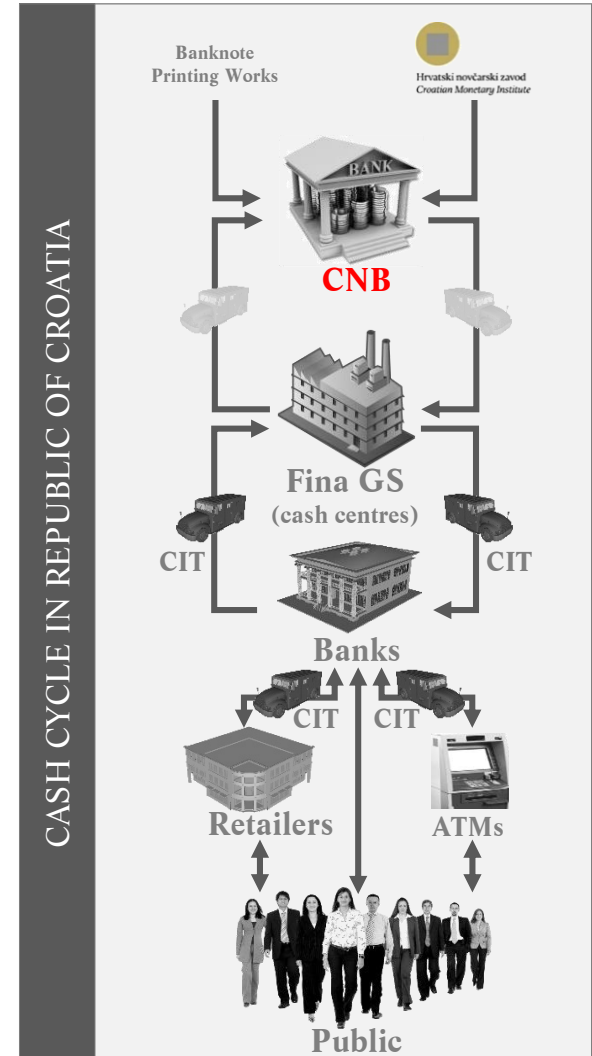 CASH CYCLE IN REPUBLIC OF CROATIA
Banknote
Printing Works
Hrvatski novčarski zavod
Croatian Monetary Institute
BANK
CNB
Fina GS
(cash centres)
CIT
CIT
Banks
CIT
CIT
Retailers
ATMs
Public